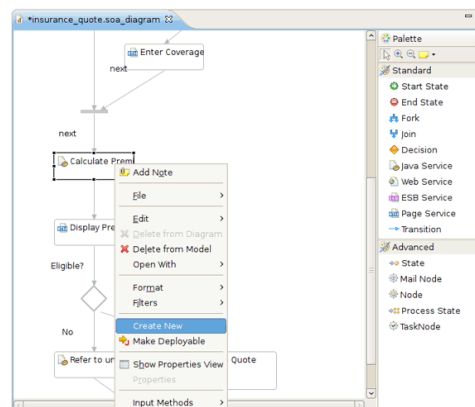 *insurance_quote.soa_diagram
Enter Coverage
next
next
Calculate Premi
Display Pre
Eligible?
No
Refer to un
Quote
Add Note
File
Edit
Delete from Diagram
Delete from Model
Open With
Format
Filters
Create New
Make Deployable
Show Properties View
Properties
Input Methods
Palette
Standard
Start State
End State
Fork
Join
Decision
Java Service
Web Service
ESB Service
Page Service
Transition
Advanced
State
Mail Node
Node
Process State
TaskNode